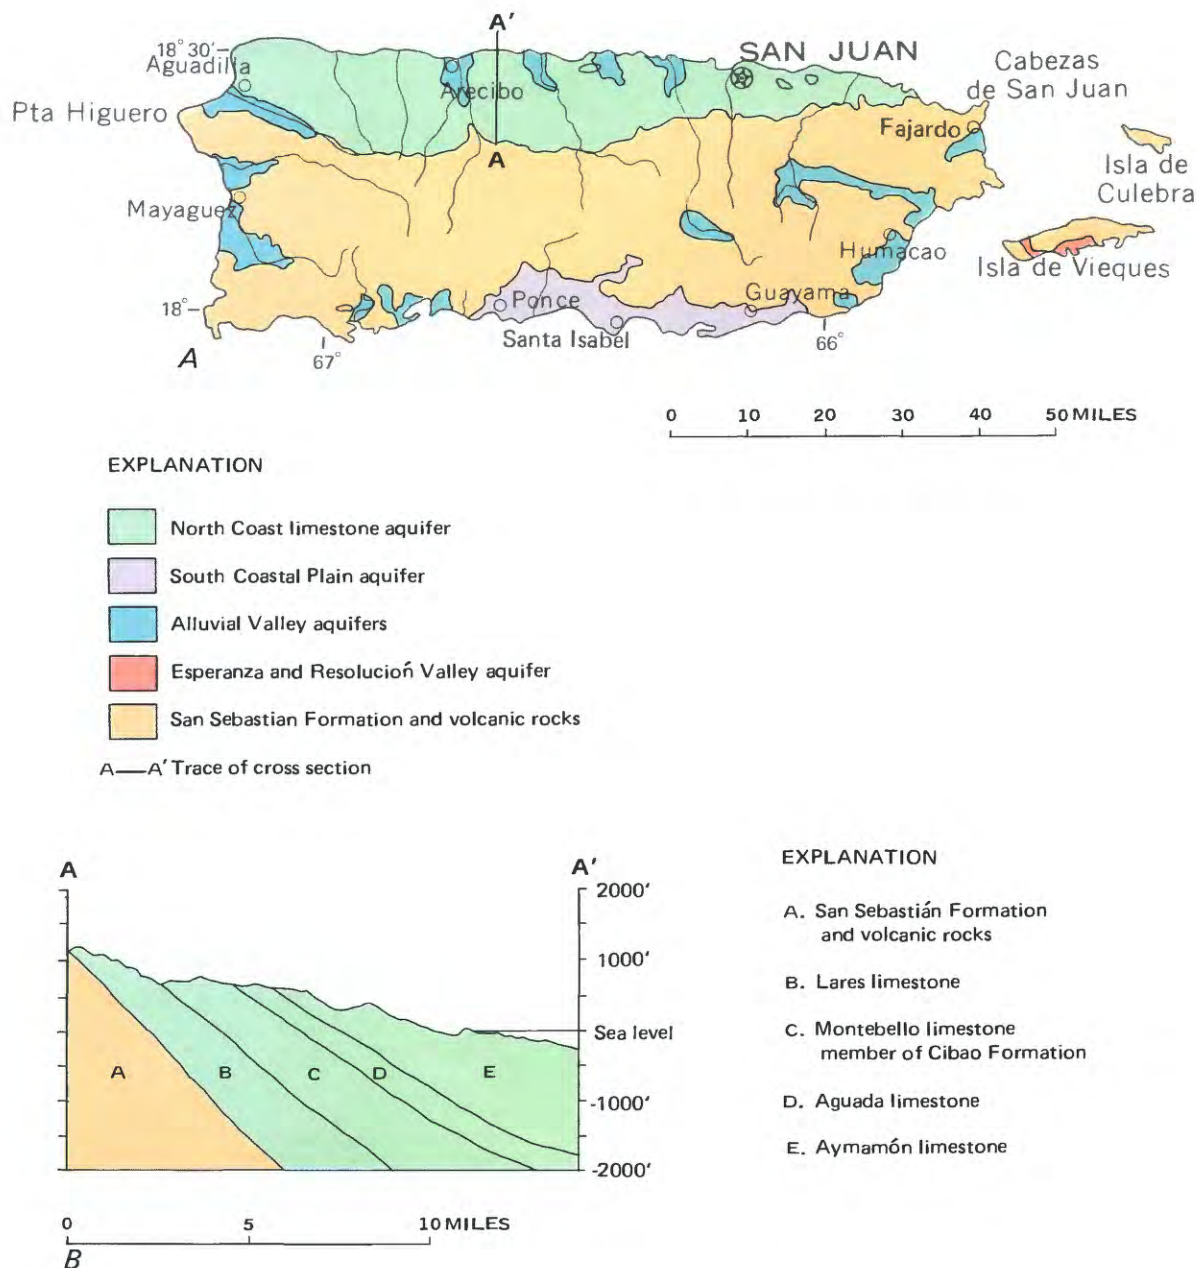 A'
18°30'
SAN JUAN
Aguadilla
Cabezas
de San Juan
Arecibo
Pta Higuero
Fajardo
A
Isla de
Culebra
Mayaguez
Humacao
Isla de Vieques
18°
Ponce
Guayama
Santa Isabel
A
67°
66°
0 10 20 30 40 50 MILES
EXPLANATION
North Coast limestone aquifer
South Coastal Plain aquifer
Alluvial Valley aquifers
Esperanza and Resolución Valley aquifer
San Sebastian Formation and volcanic rocks
A—A' Trace of cross section
A
A'
2000'
1000'
Sea level
-1000'
-2000'
A
B
C
D
E
0 5 10 MILES
B
EXPLANATION
A. San Sebastián Formation
and volcanic rocks
B. Lares limestone
C. Montebello limestone
member of Cibao Formation
D. Aguada limestone
E. Aymamón limestone